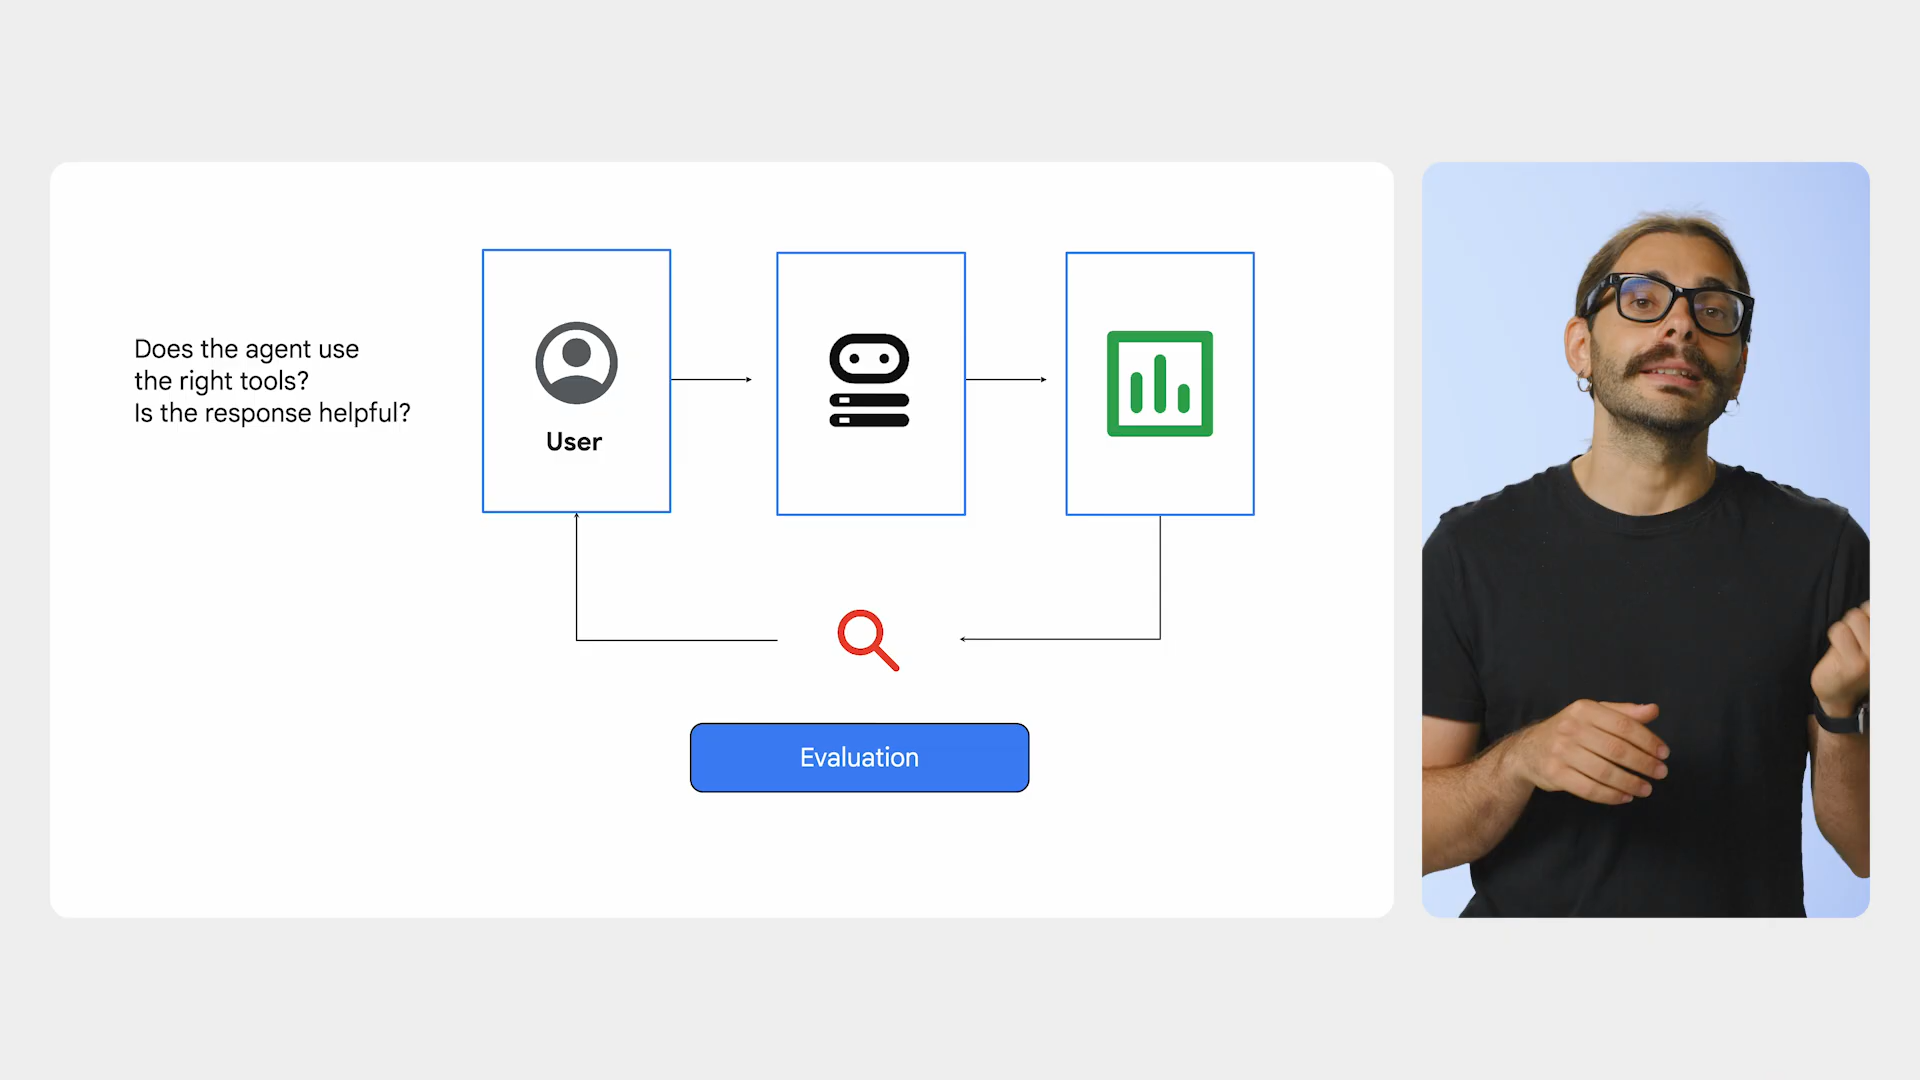 Does the agent use
the right tools?
Is the response helpful?
User
Evaluation